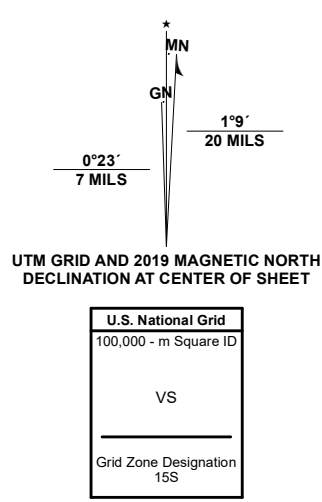 ★
MN
GN
1°9´
20 MILS
0°23´
7 MILS
UTM GRID AND 2019 MAGNETIC NORTH
DECLINATION AT CENTER OF SHEET
U.S. National Grid
100,000 - m Square ID
VS
Grid Zone Designation
15S